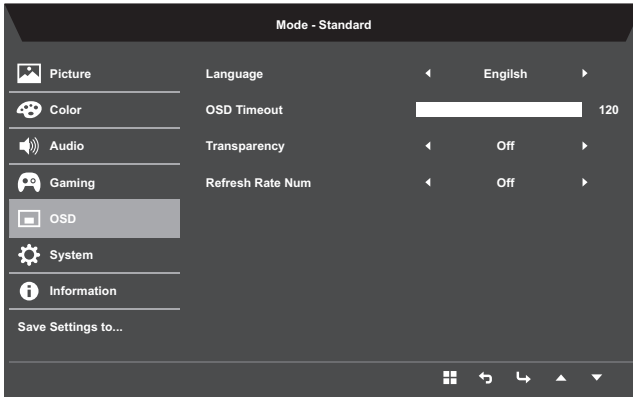 Mode - Standard
Picture
Language
Engilsh
Color
OSD Timeout
120
Audio
Transparency
Off
Gaming
Refresh Rate Num
Off
OSD
System
Information
Save Settings to...